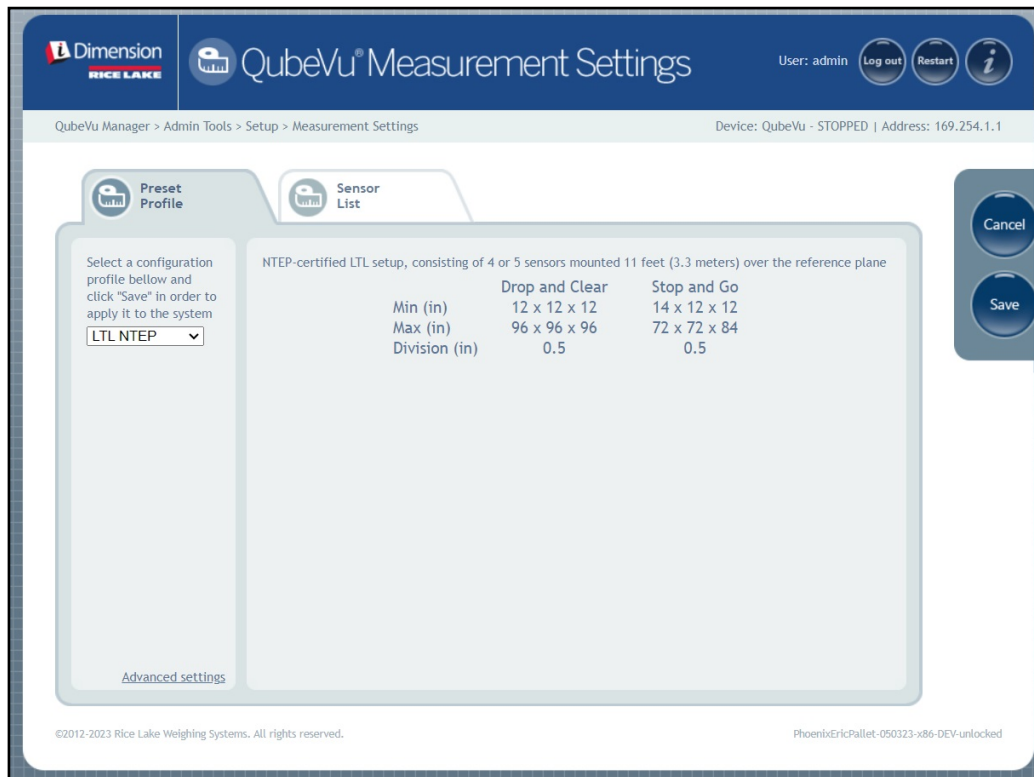 i Dimension
RICE LAKE
QubeVu® Measurement Settings
User: admin
Log out
Restart
i
QubeVu Manager > Admin Tools > Setup > Measurement Settings
Device: QubeVu - STOPPED | Address: 169.254.1.1
Preset
Profile
Sensor
List
Cancel
Save
Select a configuration
profile bellow and
click "Save" in order to
apply it to the system
LTL NTEP
Advanced settings
NTEP-certified LTL setup, consisting of 4 or 5 sensors mounted 11 feet (3.3 meters) over the reference plane
Drop and Clear Stop and Go
Min (in) 12 x 12 x 12 14 x 12 x 12
Max (in) 96 x 96 x 96 72 x 72 x 84
Division (in) 0.5 0.5
©2012-2023 Rice Lake Weighing Systems. All rights reserved.
PhoenixEricPallet-050323-x86-DEV-unlocked